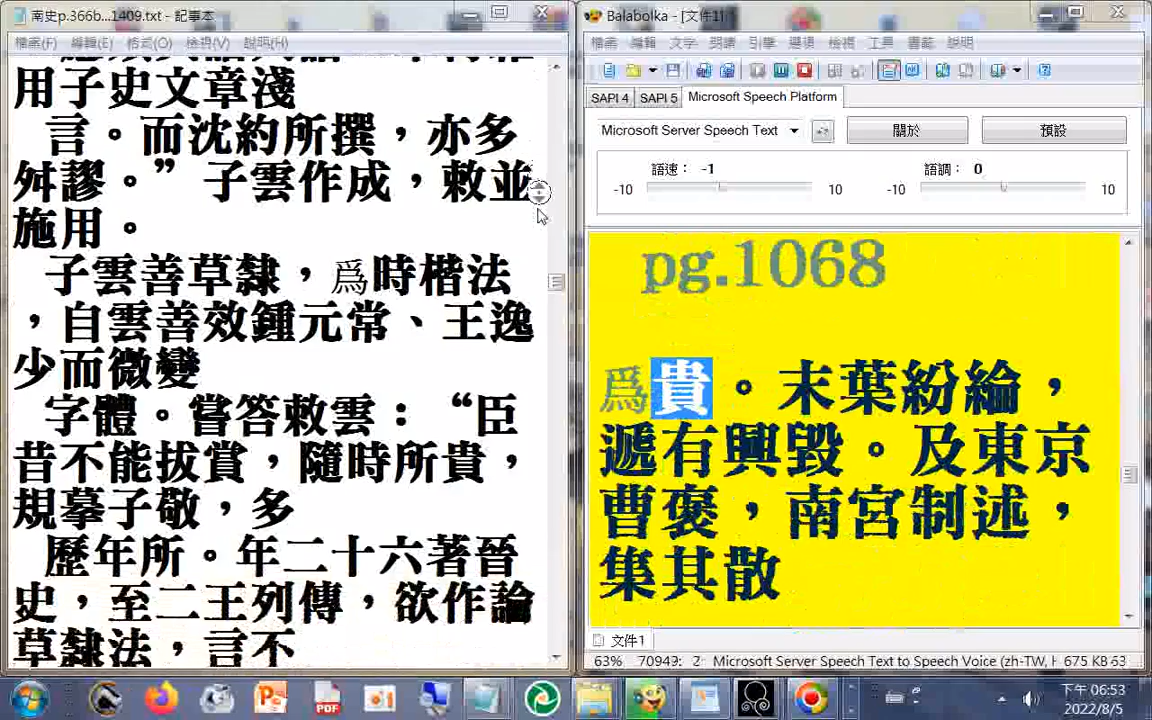 南史p.366b...1409.txt - 記事本
檔案(F) 編輯(E) 格式(O) 檢視(V) 說明(H)
用子史文章淺
言。而沈約所撰，亦多
舛謬。”子雲作成，敕並
施用。
子雲善草隸，爲時楷法
，自雲善效鍾元常、王逸
少而微變
字體。嘗答敕雲：“臣
昔不能拔賞，隨時所貴，
規摹子敬，多
歷年所。年二十六著晉
史，至二王列傳，欲作論
草隸法，言不
Balabolka - [文件1]
檔案 編輯 文字 朗讀 引擎 選項 檢視 工具 書籤 說明
SAPI 4 SAPI 5 Microsoft Speech Platform
Microsoft Server Speech Text 關於 預設
語速： -1 語調： 0
-10 10 -10 10
pg.1068
爲貴。末葉紛綸，
遞有興毀。及東京
曹褒，南宮制述，
集其散
文件1
63% 70949: 2 Microsoft Server Speech Text to Speech Voice (zh-TW, 675 KB
下午 06:53
2022/8/5